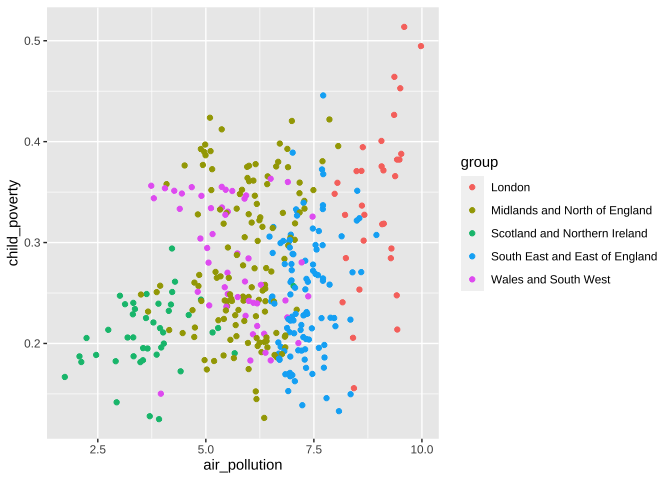 0.5
0.4
0.3
0.2
child_poverty
2.5 5.0 7.5 10.0
air_pollution
group
London
Midlands and North of England
Scotland and Northern Ireland
South East and East of England
Wales and South West